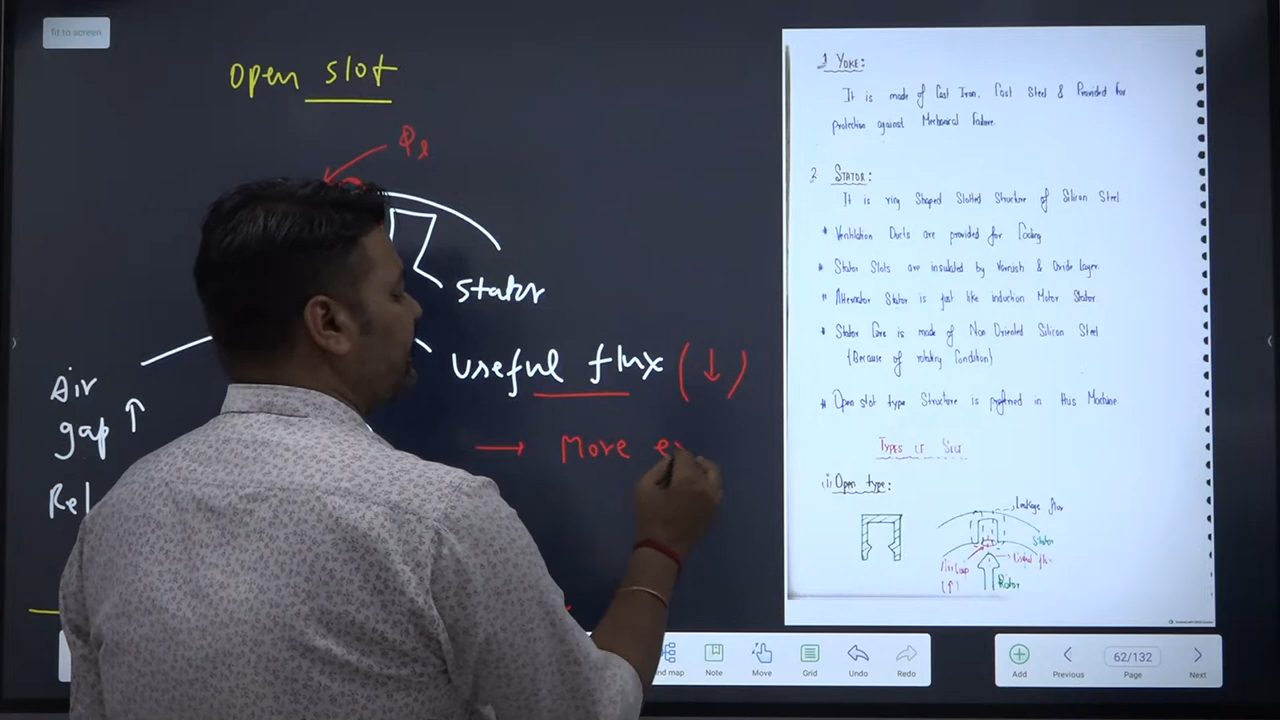 fit to screen
Open slot
Φl
stator
useful flux (↓)
Air
gap ↑
→ More
1 YOKE:
It is made of Cast Iron, Cast Steel & Provided for
protection against Mechanical Failure.
2 STATOR:
It is ring Shaped Slotted Structure of Silicon Steel
* Ventilation Ducts are provided for Cooling
* Stator Slots are insulated by Varnish & Oxide layer.
* Alternator Stator is just like Induction Motor Stator
* Stator Core is made of Non Oriented Silicon Steel
(Because of rotating Condition)
* Open slot type Structure is preferred in this Machine.
TYPES OF SLOT
(i) Open type:
Leakage flux
Stator
Useful flux
Air Gap
(↑)
Rotor
nd map
Note
Move
Grid
Undo
Redo
Add
Previous
62/132
Page
Next